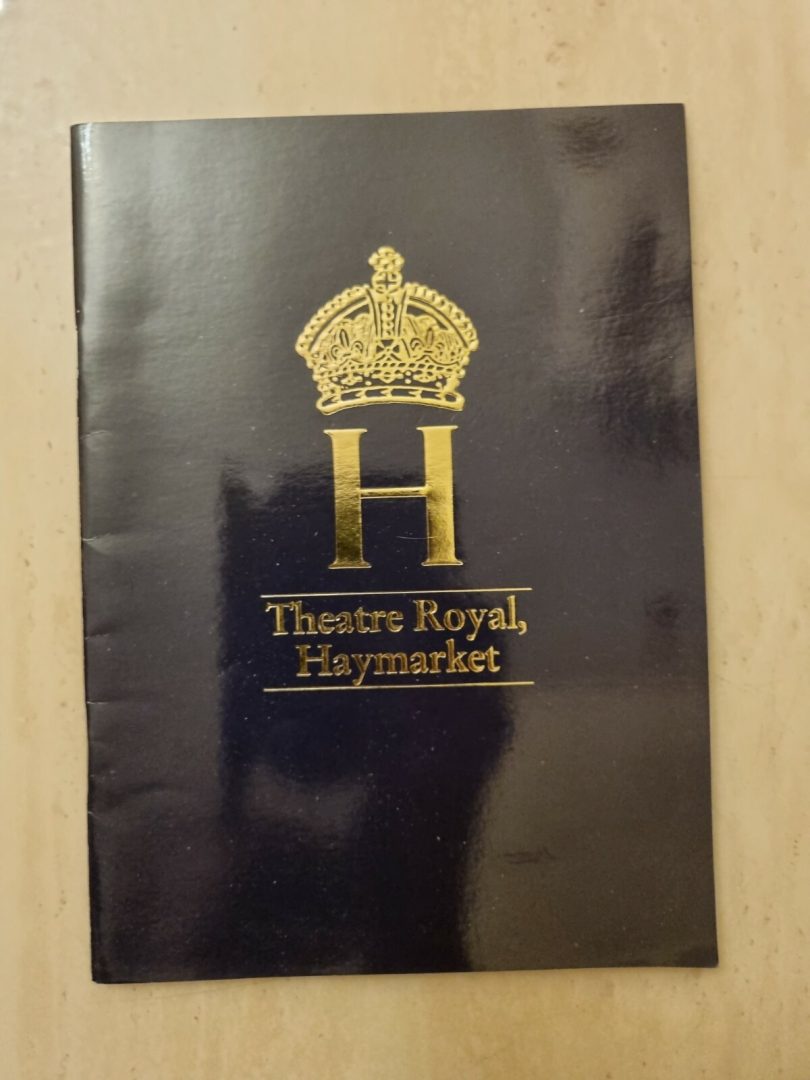 H
Theatre Royal,
Haymarket